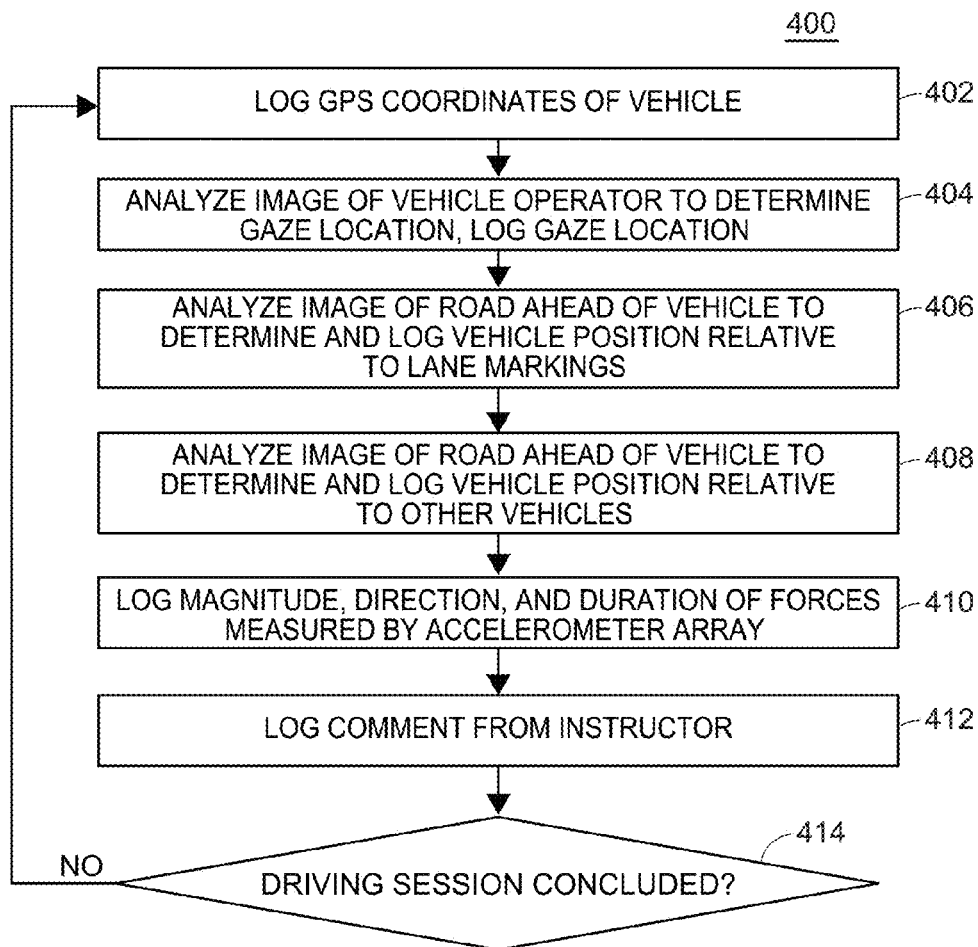 400
LOG GPS COORDINATES OF VEHICLE
402
ANALYZE IMAGE OF VEHICLE OPERATOR TO DETERMINE
GAZE LOCATION, LOG GAZE LOCATION
404
ANALYZE IMAGE OF ROAD AHEAD OF VEHICLE TO
DETERMINE AND LOG VEHICLE POSITION RELATIVE
TO LANE MARKINGS
406
ANALYZE IMAGE OF ROAD AHEAD OF VEHICLE TO
DETERMINE AND LOG VEHICLE POSITION RELATIVE
TO OTHER VEHICLES
408
LOG MAGNITUDE, DIRECTION, AND DURATION OF FORCES
MEASURED BY ACCELEROMETER ARRAY
410
LOG COMMENT FROM INSTRUCTOR
412
414
NO
DRIVING SESSION CONCLUDED?